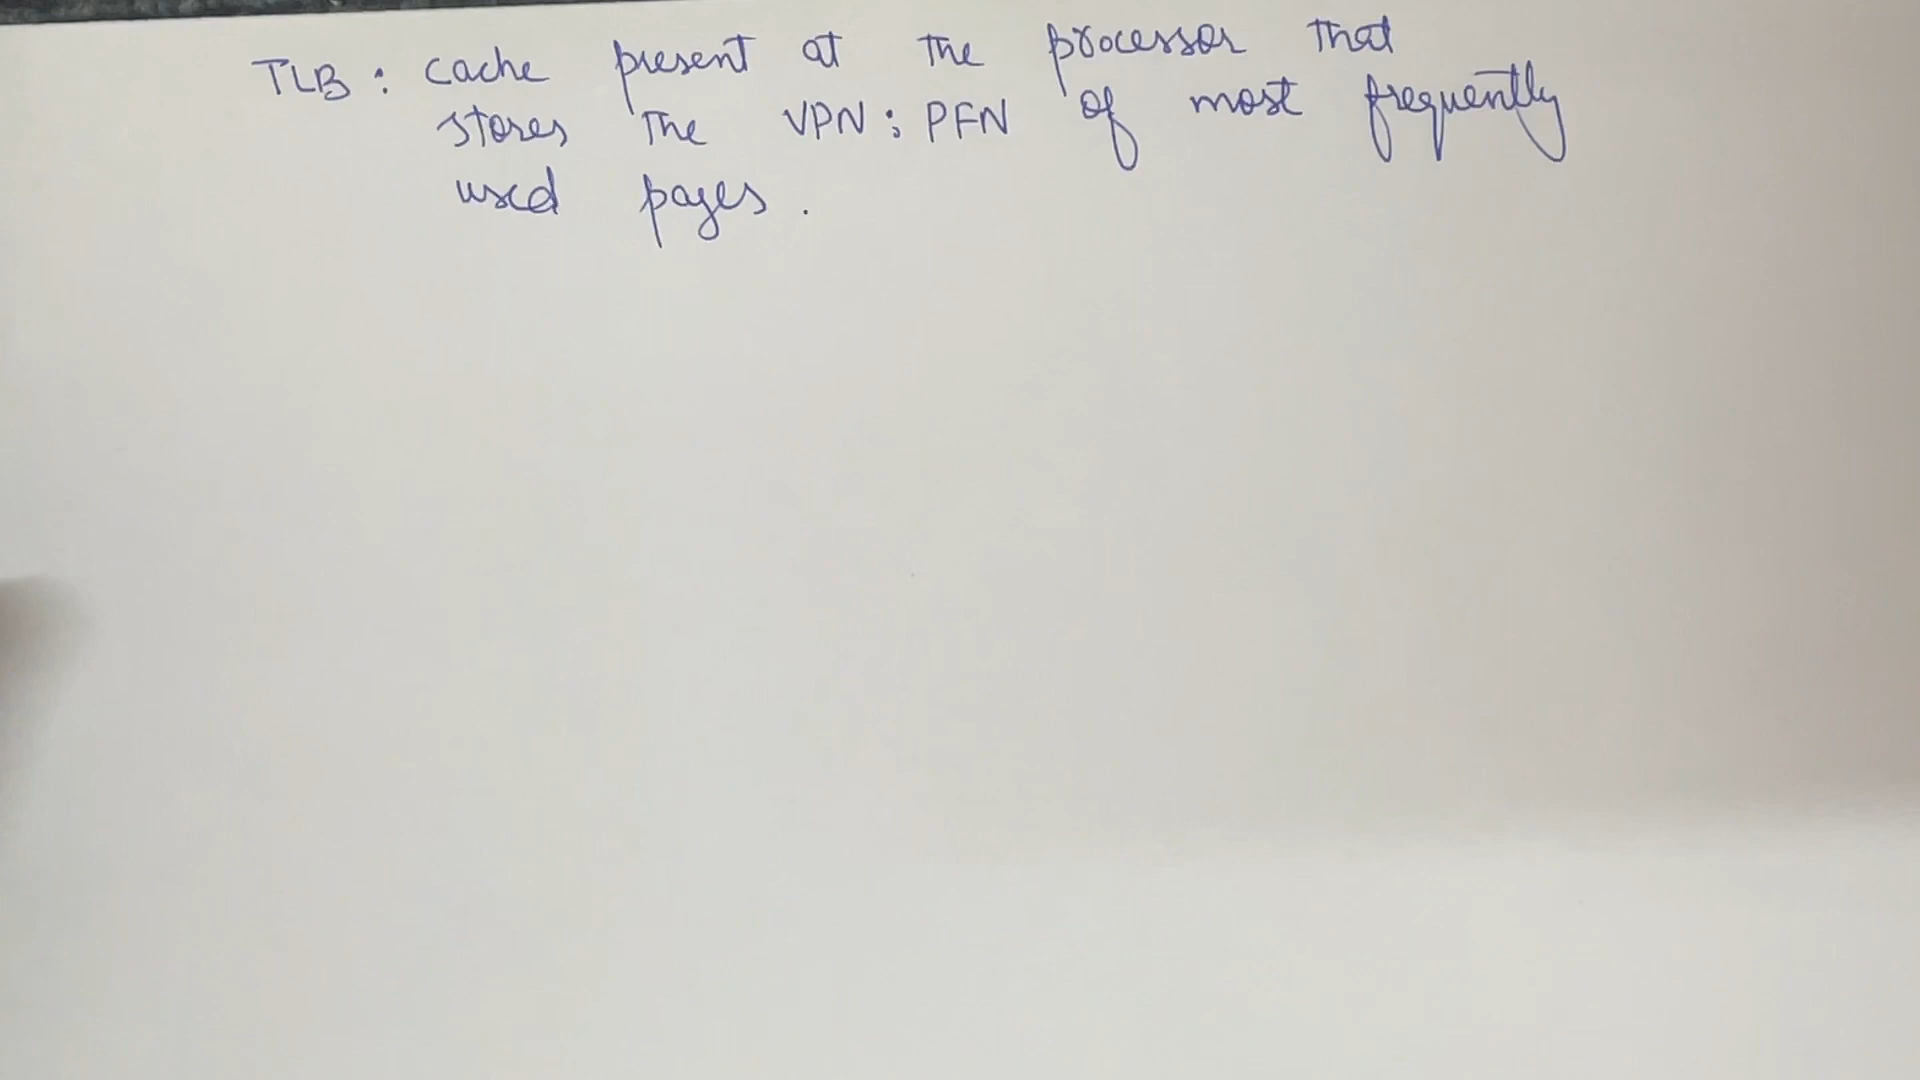 TLB : cache present at the processor that
stores the VPN : PFN of most frequently
used pages .